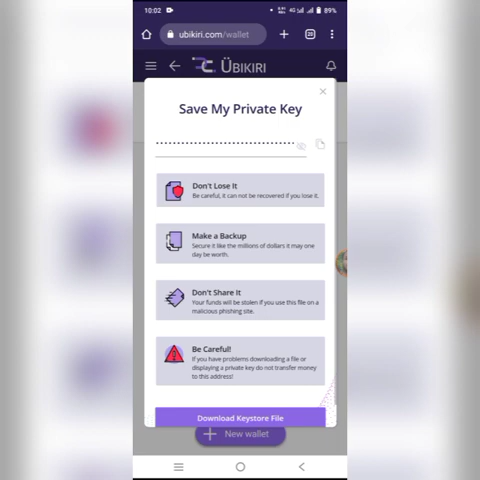 10:02
4G
89%
ubikiri.com/wallet
20
ÜBIKIRI
Save My Private Key
Don't Lose It
Be careful, it can not be recovered if you lose it.
Make a Backup
Secure it like the millions of dollars it may one
day be worth.
Don't Share It
Your funds will be stolen if you use this file on a
malicious phishing site.
Be Careful!
If you have problems downloading a file or
displaying a private key do not transfer money
to this address!
Download Keystore File
New wallet